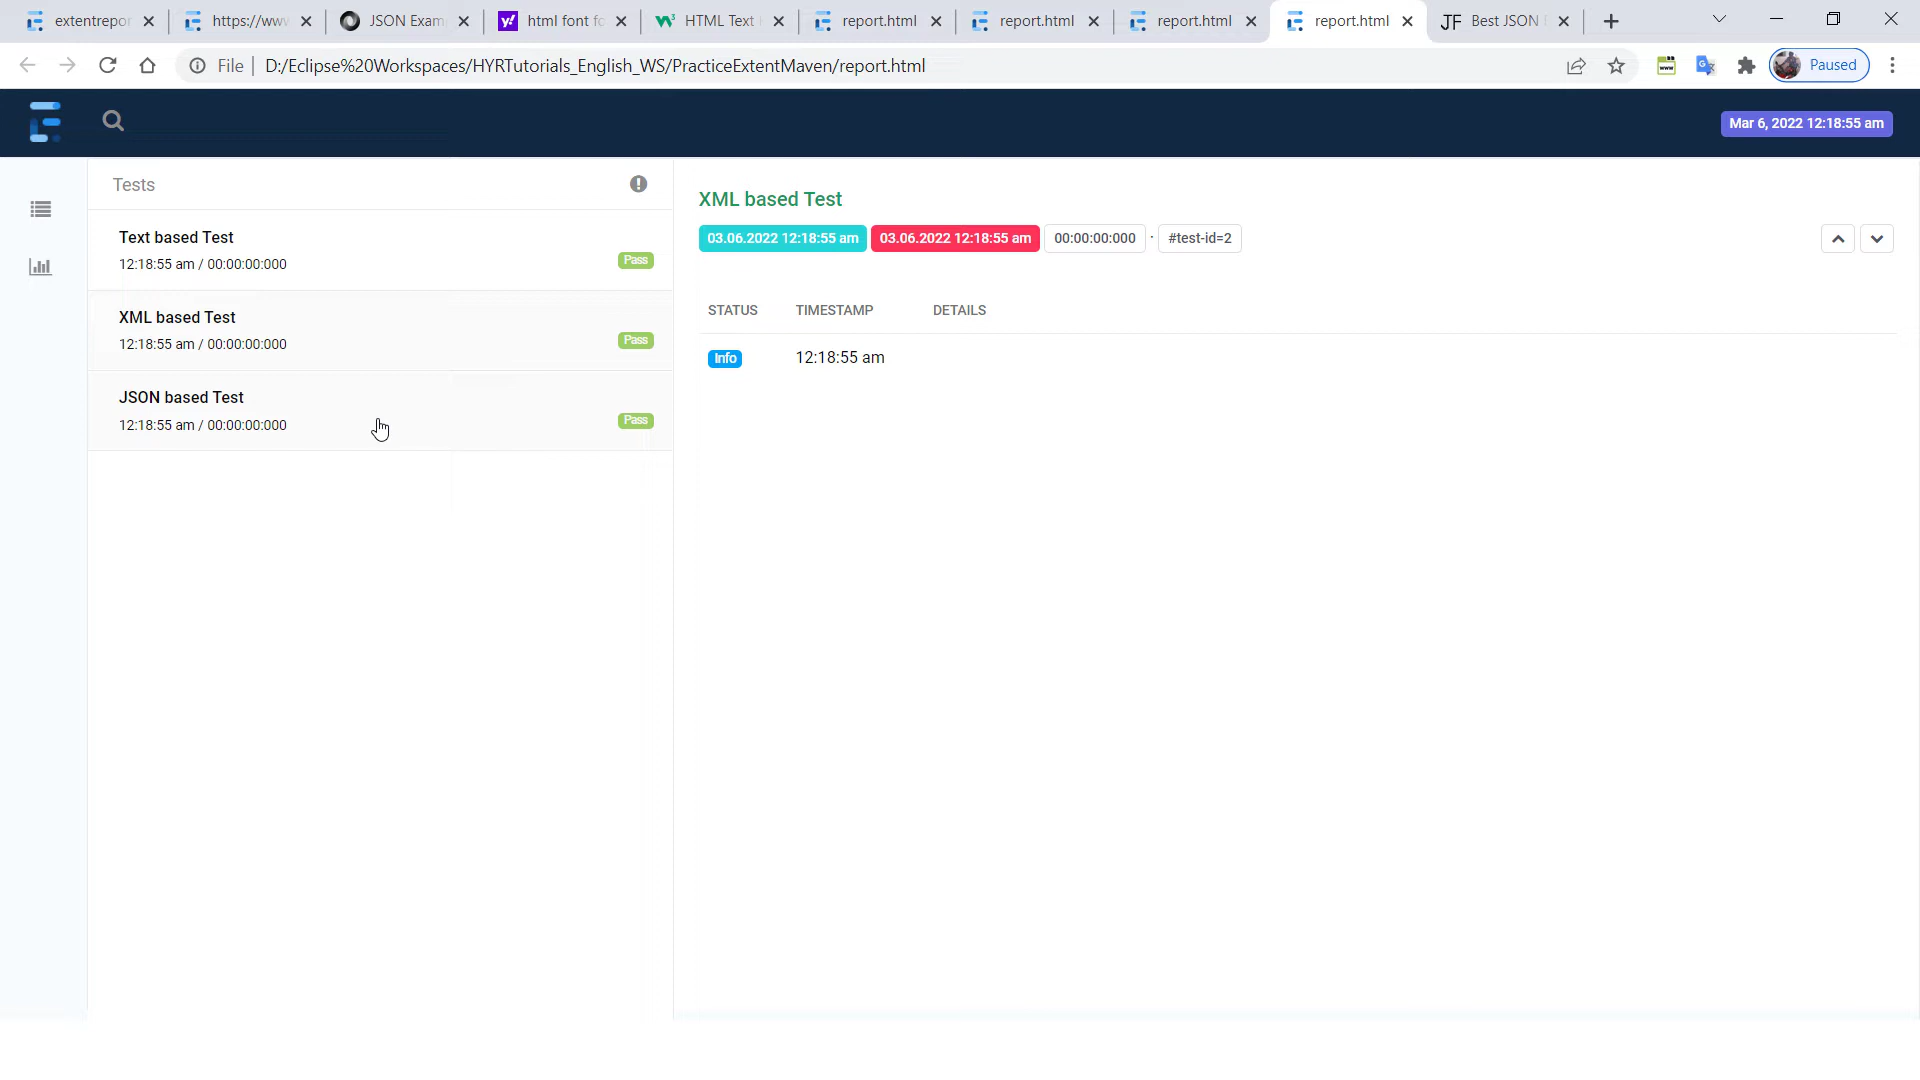 extentrepor
https://www
JSON Exam
html font fo
HTML Text
report.html
report.html
report.html
report.html
JF Best JSON
File D:/Eclipse%20Workspaces/HYRTutorials_English_WS/PracticeExtentMaven/report.html
Paused
Mar 6, 2022 12:18:55 am
Tests
Text based Test
12:18:55 am / 00:00:00:000
Pass
XML based Test
12:18:55 am / 00:00:00:000
Pass
JSON based Test
12:18:55 am / 00:00:00:000
Pass
XML based Test
03.06.2022 12:18:55 am 03.06.2022 12:18:55 am 00:00:00:000 · #test-id=2
STATUS TIMESTAMP DETAILS
Info 12:18:55 am